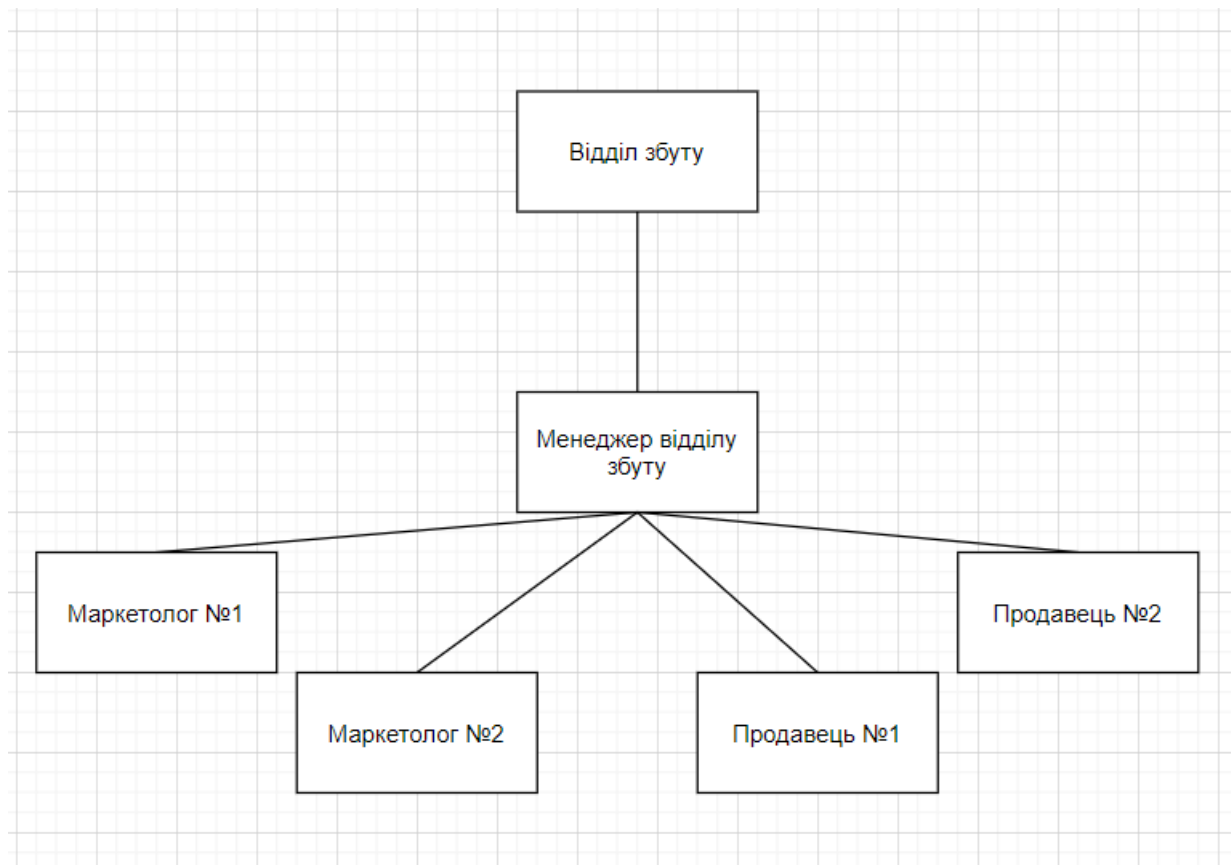 Відділ збуту
Менеджер відділу
збуту
Маркетолог №1
Продавець №2
Маркетолог №2
Продавець №1